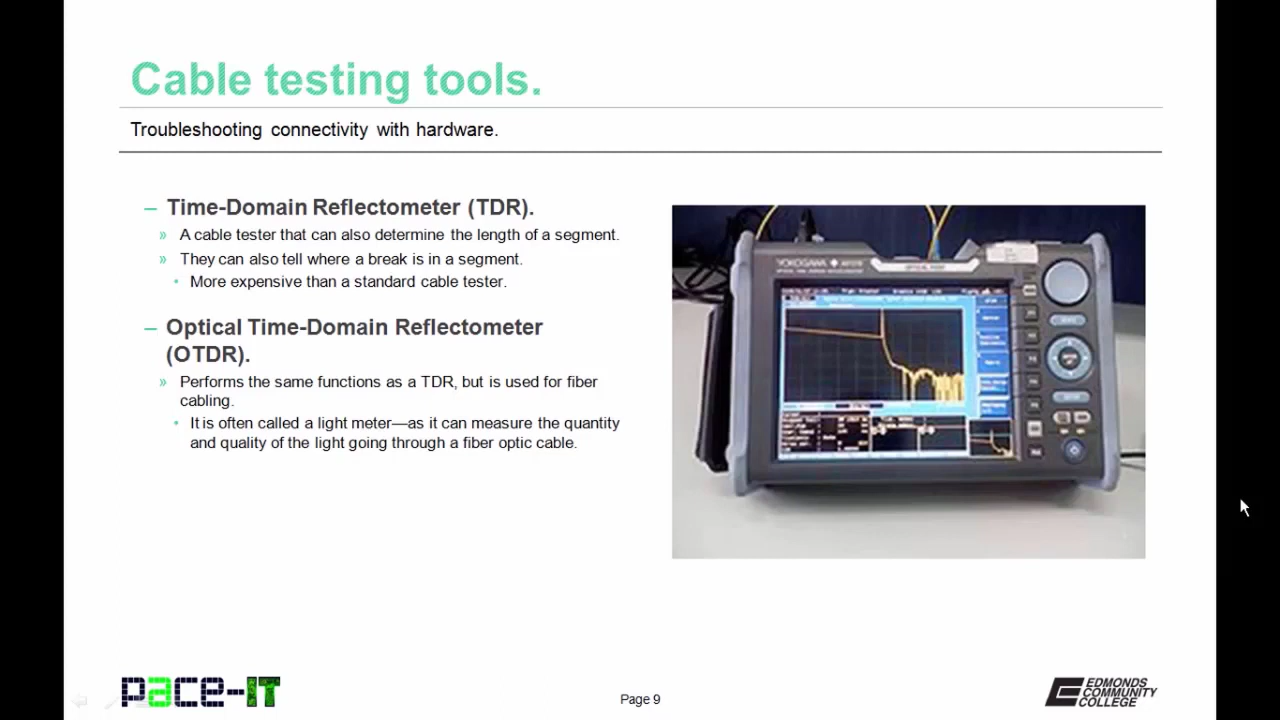 Cable testing tools.
Troubleshooting connectivity with hardware.
– Time-Domain Reflectometer (TDR).
» A cable tester that can also determine the length of a segment.
» They can also tell where a break is in a segment.
• More expensive than a standard cable tester.
– Optical Time-Domain Reflectometer
(OTDR).
» Performs the same functions as a TDR, but is used for fiber
cabling.
• It is often called a light meter—as it can measure the quantity
and quality of the light going through a fiber optic cable.
YOKOGAWA
pace-IT
Page 9
EDMONDS
COMMUNITY
COLLEGE